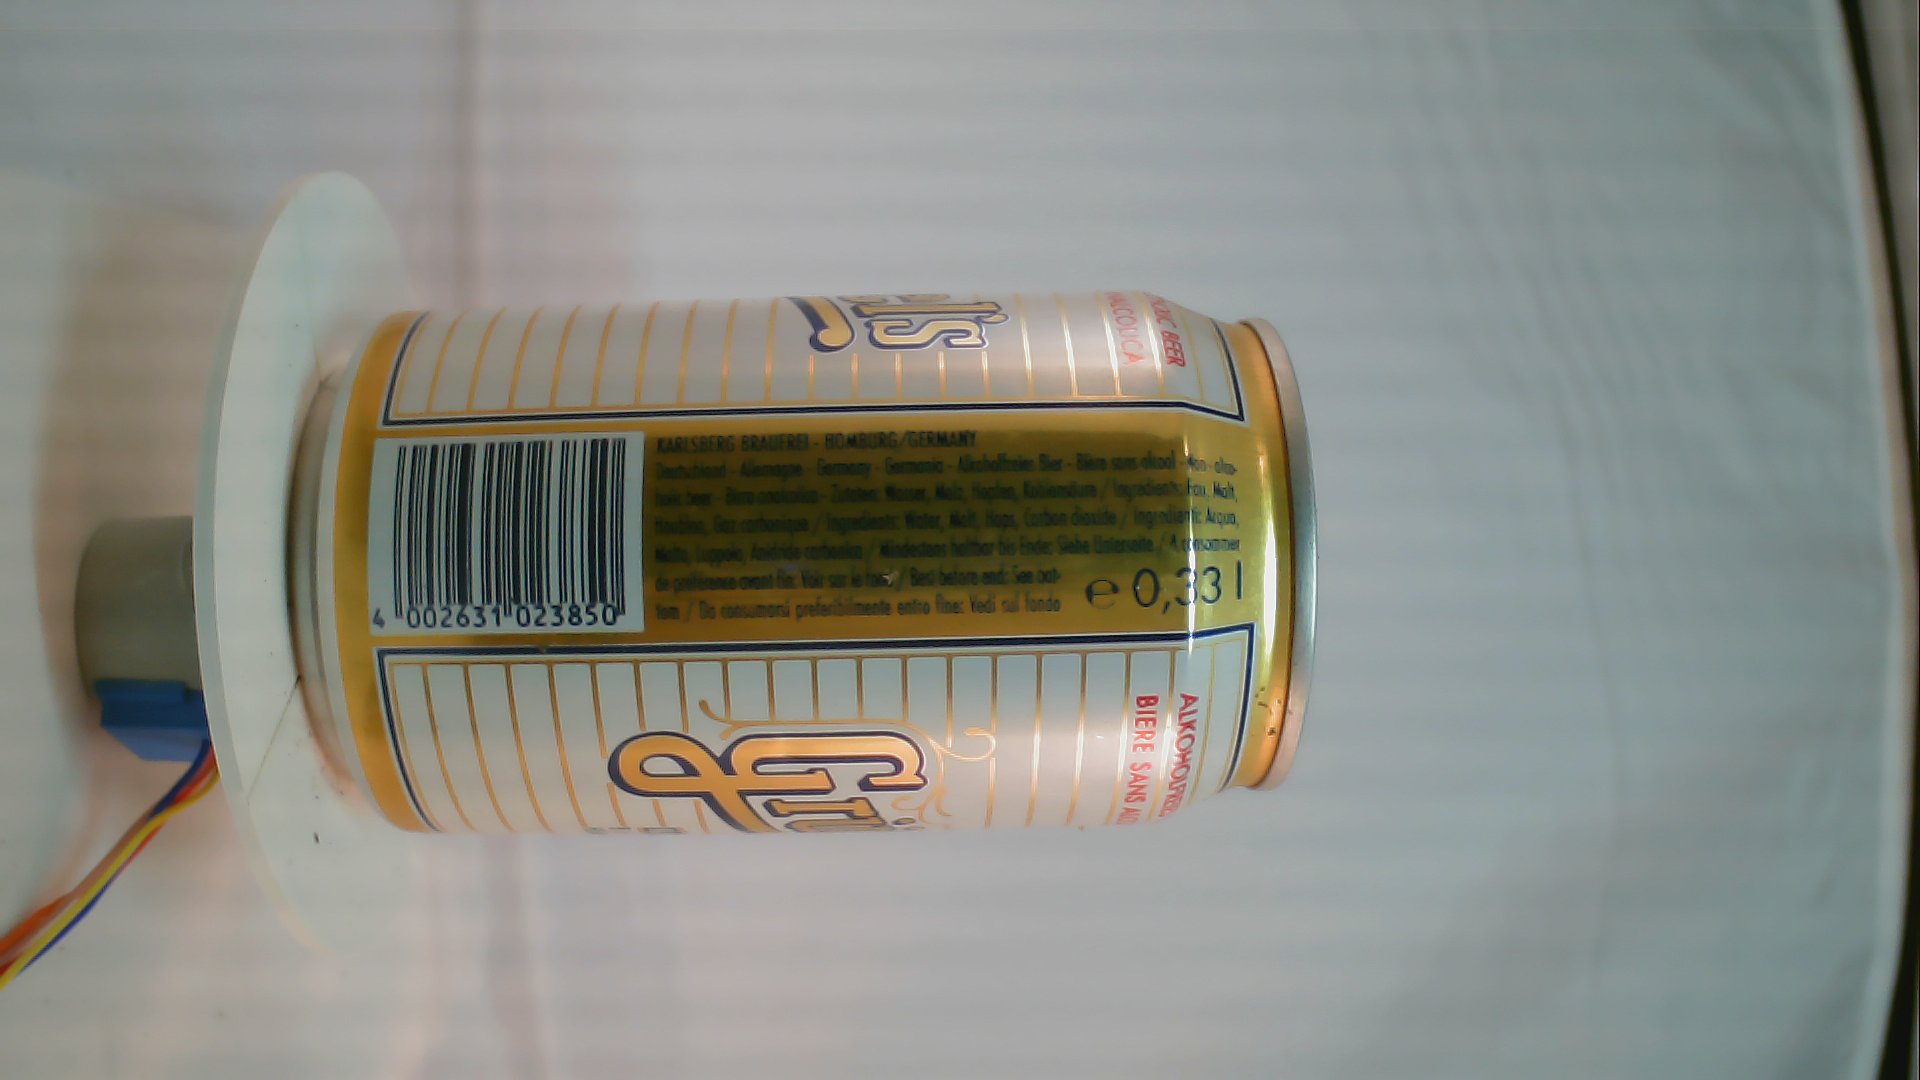 KARLSBERG BRAUEREI - HOMBURG/GERMANY
Deutschland - Allemagne - Germany - Germania - Alkoholfreies Bier - Bière sans alcool - Non - alco-
holic beer - Birra analcolica - Zutaten: Wasser, Malz, Hopfen, Kohlensäure / Ingrédients: Eau, Malt,
Houblon, Gaz carbonique / Ingredients: Water, Malt, Hops, Carbon dioxide / Ingredienti: Acqua,
Malto, Luppolo, Anidride carbonica / Mindestens haltbar bis Ende: Siehe Unterseite / A consommer
de préférence avant fin: Voir sur le fond / Best before end: See bot-
tom / Da consumarsi preferibilmente entro fine: Vedi sul fondo
e 0,33 l
4 002631 023850
BEER
ALKOHOLFREI
BIERE SANS